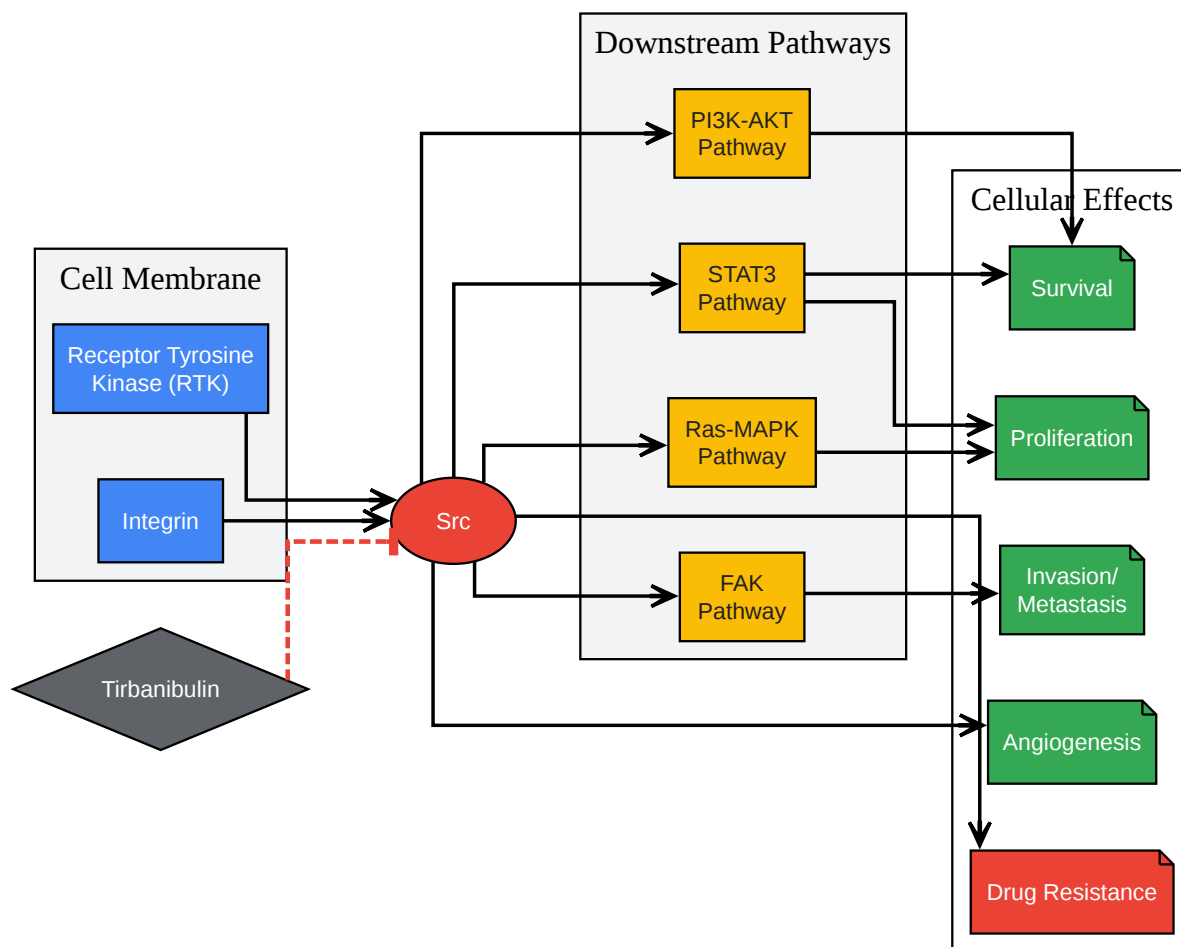 Downstream Pathways
PI3K-AKT
Pathway
Cellular Effects
Cell Membrane
STAT3
Pathway
Survival
Receptor Tyrosine
Kinase (RTK)
Ras-MAPK
Pathway
Proliferation
Integrin
Src
FAK
Pathway
Invasion/
Metastasis
Tirbanibulin
Angiogenesis
Drug Resistance